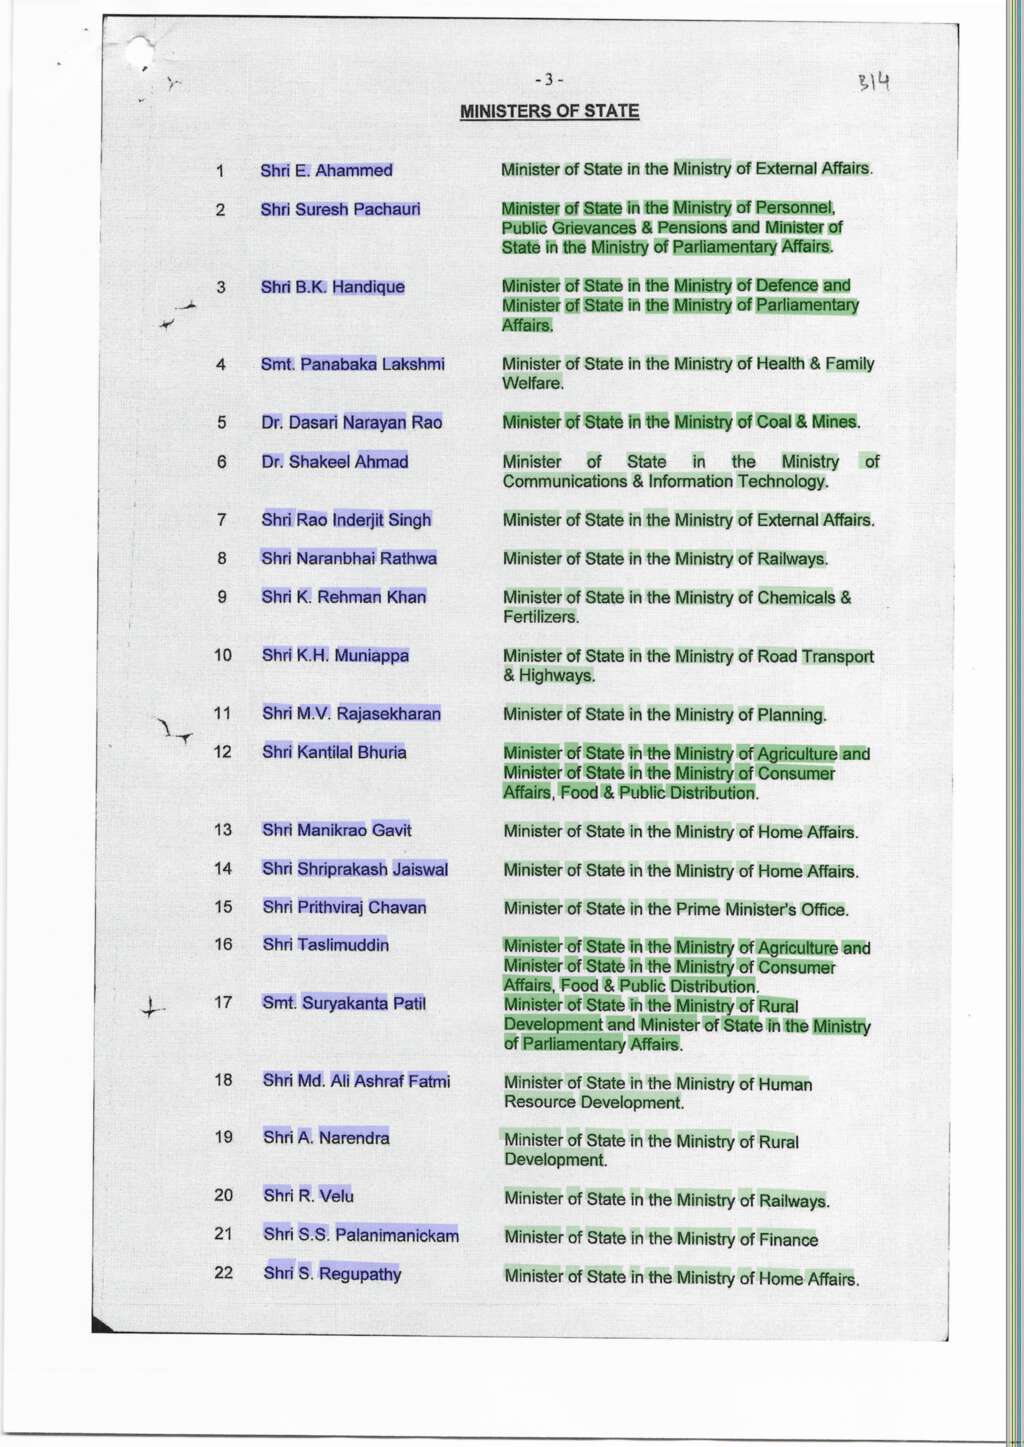 -3-
314
MINISTERS OF STATE
1 Shri E. Ahammed Minister of State in the Ministry of External Affairs.
2 Shri Suresh Pachauri Minister of State in the Ministry of Personnel,
Public Grievances & Pensions and Minister of
State in the Ministry of Parliamentary Affairs.
3 Shri B.K. Handique Minister of State in the Ministry of Defence and
Minister of State in the Ministry of Parliamentary
Affairs.
4 Smt. Panabaka Lakshmi Minister of State in the Ministry of Health & Family
Welfare.
5 Dr. Dasari Narayan Rao Minister of State in the Ministry of Coal & Mines.
6 Dr. Shakeel Ahmad Minister of State in the Ministry of
Communications & Information Technology.
7 Shri Rao Inderjit Singh Minister of State in the Ministry of External Affairs.
8 Shri Naranbhai Rathwa Minister of State in the Ministry of Railways.
9 Shri K. Rehman Khan Minister of State in the Ministry of Chemicals &
Fertilizers.
10 Shri K.H. Muniappa Minister of State in the Ministry of Road Transport
& Highways.
11 Shri M.V. Rajasekharan Minister of State in the Ministry of Planning.
12 Shri Kantilal Bhuria Minister of State in the Ministry of Agriculture and
Minister of State in the Ministry of Consumer
Affairs, Food & Public Distribution.
13 Shri Manikrao Gavit Minister of State in the Ministry of Home Affairs.
14 Shri Shriprakash Jaiswal Minister of State in the Ministry of Home Affairs.
15 Shri Prithviraj Chavan Minister of State in the Prime Minister's Office.
16 Shri Taslimuddin Minister of State in the Ministry of Agriculture and
Minister of State in the Ministry of Consumer
Affairs, Food & Public Distribution.
17 Smt. Suryakanta Patil Minister of State in the Ministry of Rural
Development and Minister of State in the Ministry
of Parliamentary Affairs.
18 Shri Md. Ali Ashraf Fatmi Minister of State in the Ministry of Human
Resource Development.
19 Shri A. Narendra Minister of State in the Ministry of Rural
Development.
20 Shri R. Velu Minister of State in the Ministry of Railways.
21 Shri S.S. Palanimanickam Minister of State in the Ministry of Finance
22 Shri S. Regupathy Minister of State in the Ministry of Home Affairs.